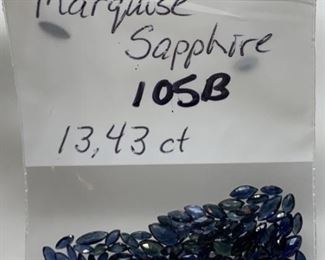 Marquise
Sapphire
105B
13,43 ct